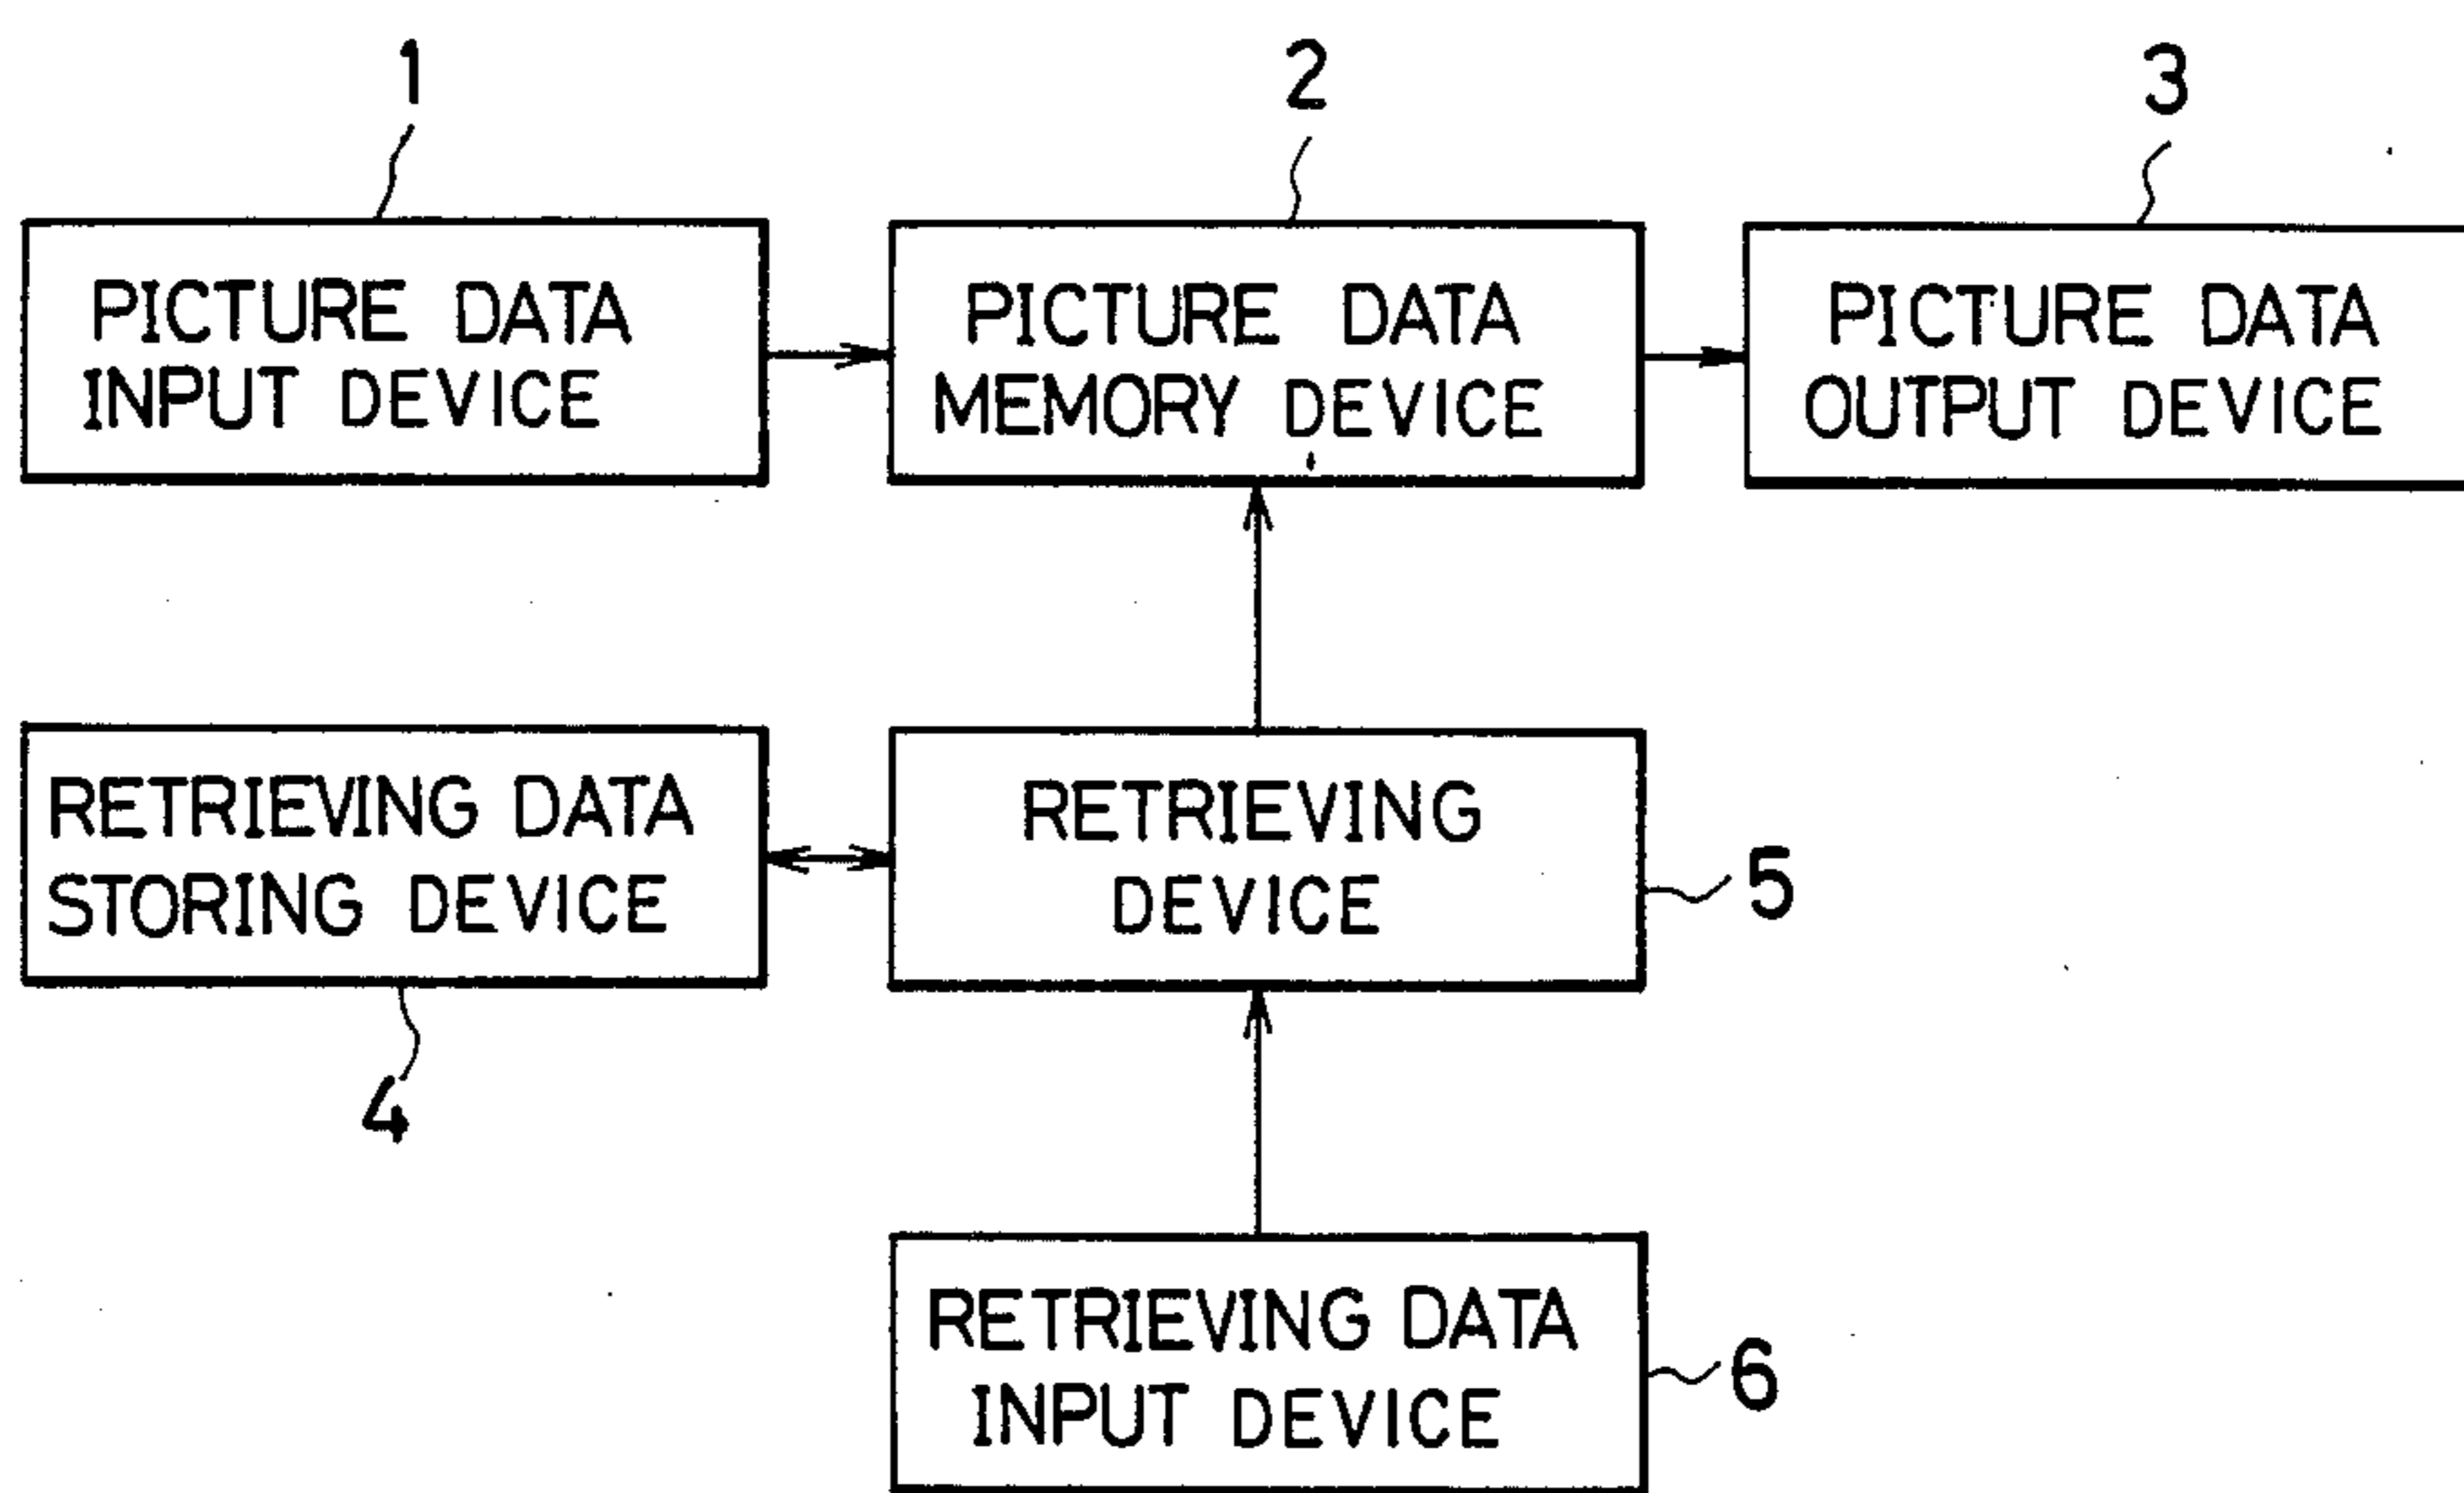 1
2
3
PICTURE DATA
INPUT DEVICE
PICTURE DATA
MEMORY DEVICE
PICTURE DATA
OUTPUT DEVICE
RETRIEVING DATA
STORING DEVICE
4
RETRIEVING
DEVICE
5
RETRIEVING DATA
INPUT DEVICE
6